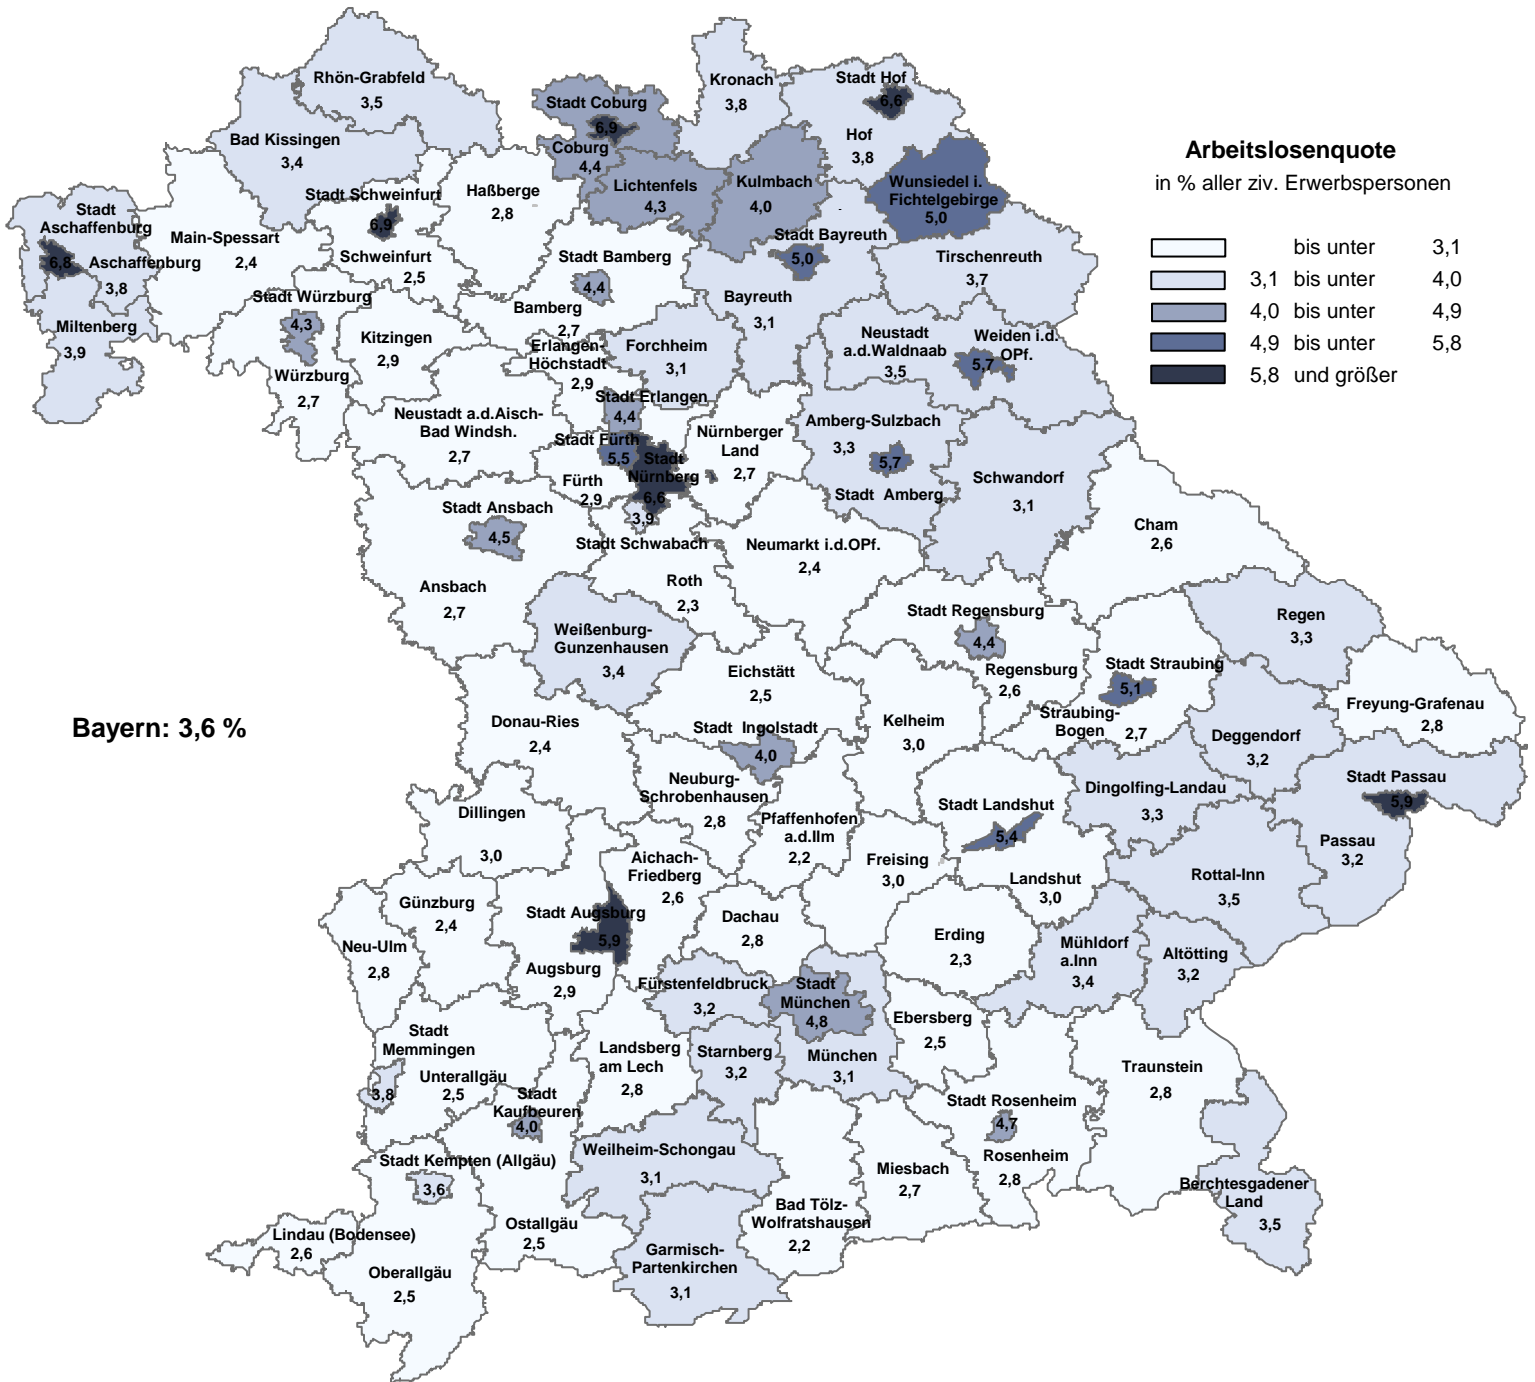 Arbeitslosenquote
in % aller ziv. Erwerbspersonen
bis unter 3,1
3,1 bis unter 4,0
4,0 bis unter 4,9
4,9 bis unter 5,8
5,8 und größer
Bayern: 3,6 %
Rhön-Grabfeld
3,5
Bad Kissingen
3,4
Kronach
3,8
Stadt Hof
6,6
Hof
3,8
Stadt Coburg
6,9
Coburg
4,4
Lichtenfels
4,3
Kulmbach
4,0
Wunsiedel i.
Fichtelgebirge
5,0
Haßberge
2,8
Stadt Schweinfurt
6,9
Schweinfurt
2,5
Stadt
Aschaffenburg
6,8
Aschaffenburg
3,8
Main-Spessart
2,4
Miltenberg
3,9
Stadt Würzburg
4,3
Würzburg
2,7
Kitzingen
2,9
Stadt Bamberg
4,4
Bamberg
2,7
Stadt Bayreuth
5,0
Bayreuth
3,1
Tirschenreuth
3,7
Erlangen-
Höchstadt
2,9
Forchheim
3,1
Neustadt
a.d.Waldnaab
3,5
Weiden i.d.
OPf.
5,7
Stadt Erlangen
4,4
Neustadt a.d.Aisch-
Bad Windsh.
2,7
Stadt Fürth
5,5
Stadt
Nürnberg
6,6
Nürnberger
Land
2,7
Fürth
2,9
Amberg-Sulzbach
3,3
5,7
Stadt Amberg
Schwandorf
3,1
Cham
2,6
Stadt Ansbach
4,5
Ansbach
2,7
3,9
Stadt Schwabach
Roth
2,3
Neumarkt i.d.OPf.
2,4
Weißenburg-
Gunzenhausen
3,4
Stadt Regensburg
4,4
Regensburg
2,6
Regen
3,3
Stadt Straubing
5,1
Straubing-
Bogen
2,7
Freyung-Grafenau
2,8
Eichstätt
2,5
Kelheim
3,0
Donau-Ries
2,4
Stadt Ingolstadt
4,0
Deggendorf
3,2
Neuburg-
Schrobenhausen
2,8
Dingolfing-Landau
3,3
Stadt Passau
5,9
Passau
3,2
Dillingen
3,0
Pfaffenhofen
a.d.Ilm
2,2
Stadt Landshut
5,4
Landshut
3,0
Freising
3,0
Rottal-Inn
3,5
Aichach-
Friedberg
2,6
Günzburg
2,4
Stadt Augsburg
5,9
Augsburg
2,9
Dachau
2,8
Erding
2,3
Mühldorf
a.Inn
3,4
Altötting
3,2
Neu-Ulm
2,8
Fürstenfeldbruck
3,2
Stadt
München
4,8
München
3,1
Ebersberg
2,5
Stadt
Memmingen
3,8
Unterallgäu
2,5
Landsberg
am Lech
2,8
Starnberg
3,2
Traunstein
2,8
Stadt
Kaufbeuren
4,0
Stadt Rosenheim
4,7
Rosenheim
2,8
Weilheim-Schongau
3,1
Miesbach
2,7
Stadt Kempten (Allgäu)
3,6
Berchtesgadener
Land
3,5
Bad Tölz-
Wolfratshausen
2,2
Ostallgäu
2,5
Lindau (Bodensee)
2,6
Oberallgäu
2,5
Garmisch-
Partenkirchen
3,1